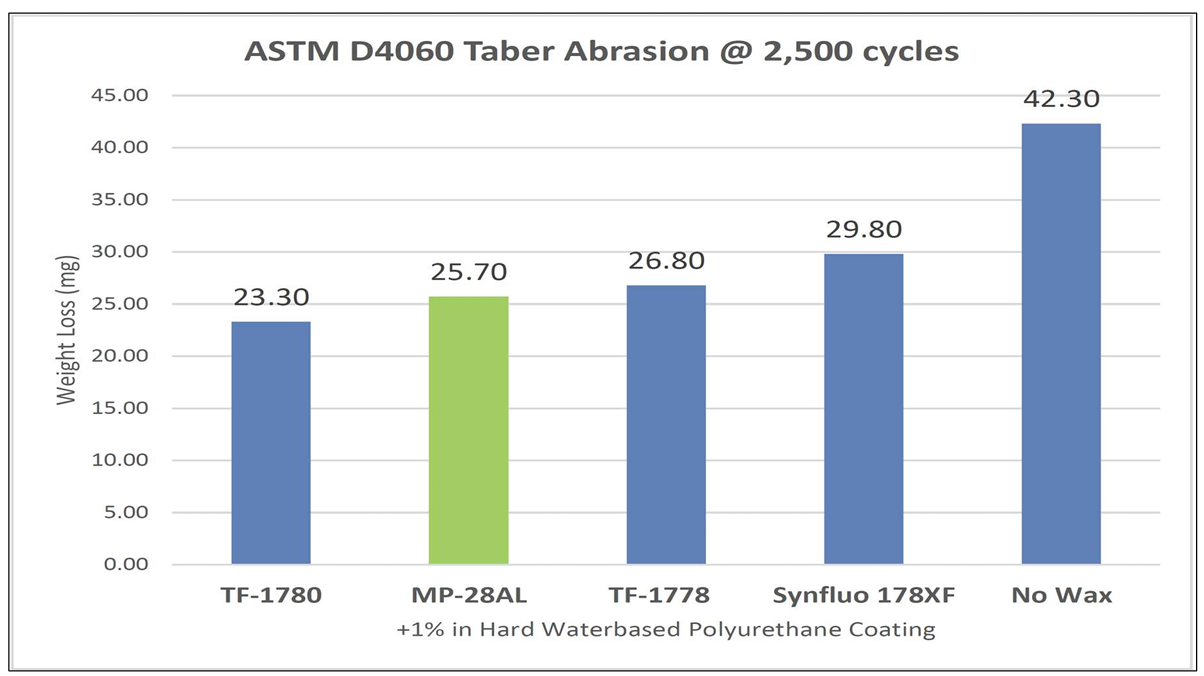 ASTM D4060 Taber Abrasion @ 2,500 cycles
45.00
40.00
35.00
30.00
25.00
20.00
15.00
10.00
5.00
0.00
Weight Loss (mg)
23.30
25.70
26.80
29.80
42.30
TF-1780
MP-28AL
TF-1778
Synfluo 178XF
No Wax
+1% in Hard Waterbased Polyurethane Coating